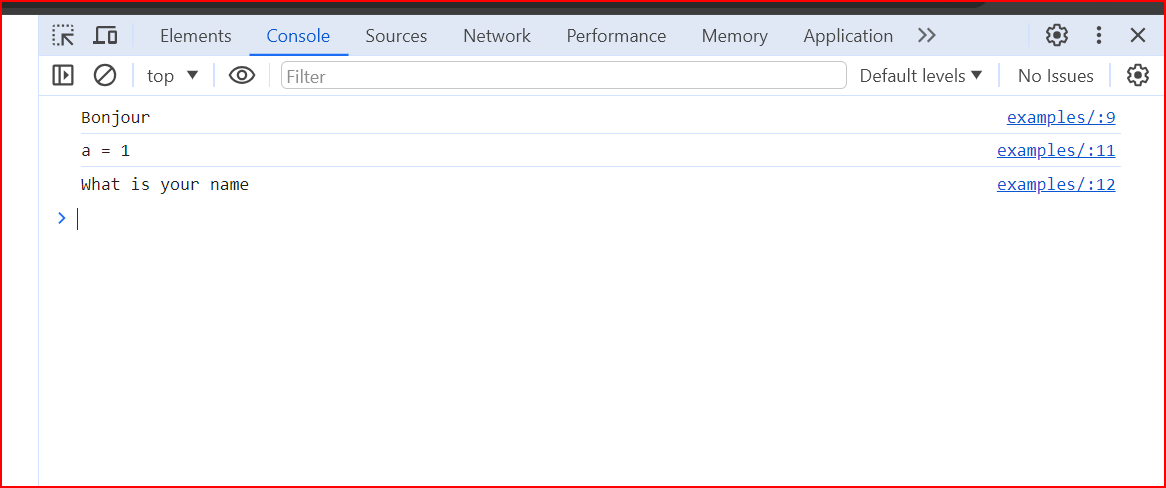 Elements Console Sources Network Performance Memory Application
top Filter Default levels No Issues
Bonjour examples/:9
a = 1 examples/:11
What is your name examples/:12